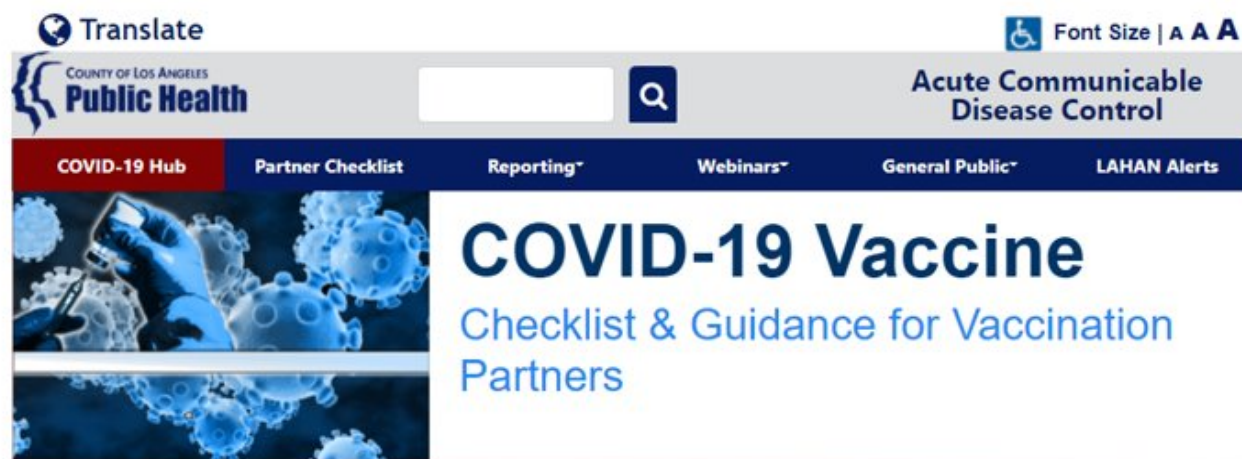 Translate
Font Size | A A A
County of Los Angeles
Public Health
Acute Communicable
Disease Control
COVID-19 Hub
Partner Checklist
Reporting
Webinars
General Public
LAHAN Alerts
COVID-19 Vaccine
Checklist & Guidance for Vaccination
Partners